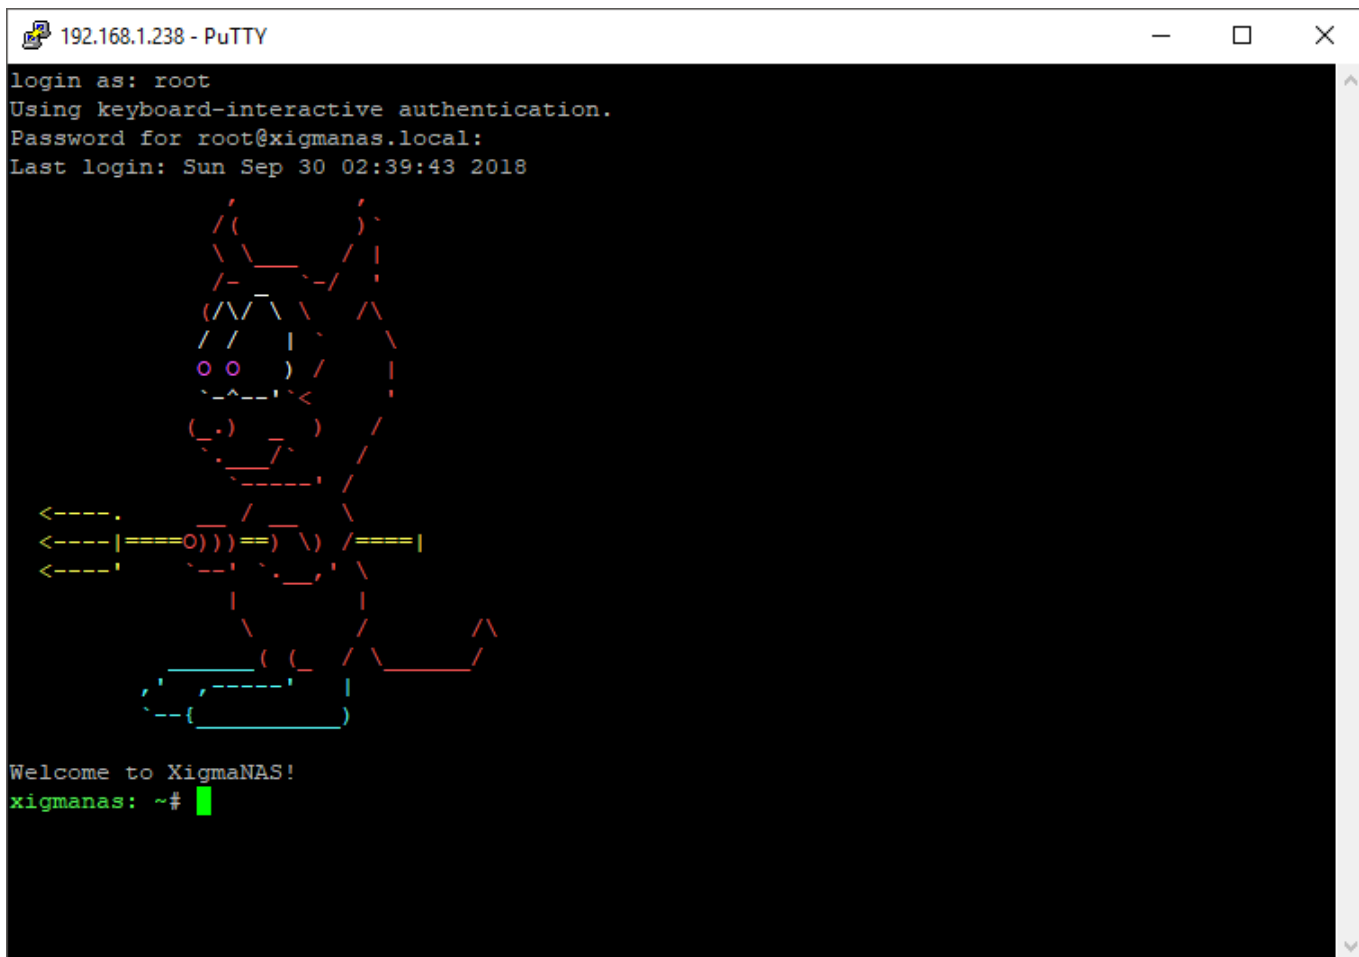 192.168.1.238 - PuTTY
login as: root
Using keyboard-interactive authentication.
Password for root@xigmanas.local:
Last login: Sun Sep 30 02:39:43 2018
Welcome to XigmaNAS!
xigmanas: ~#